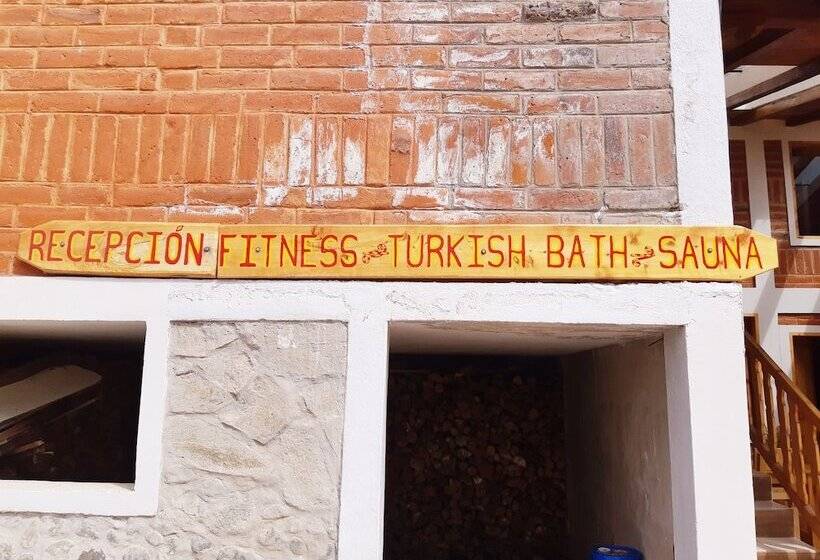 RECEPCIÓN FITNESS ~ TURKISH BATH ~ SAUNA